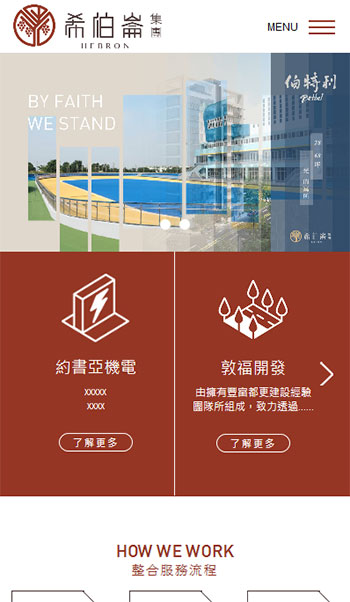 希伯崙 集團
HEBRON
MENU
BY FAITH
WE STAND
伯特利
Bethel
約書亞機電
xxxxx
xxxx
了解更多
敦福開發
由擁有豐富都更建設經驗
團隊所組成，致力透過......
了解更多
HOW WE WORK
整合服務流程